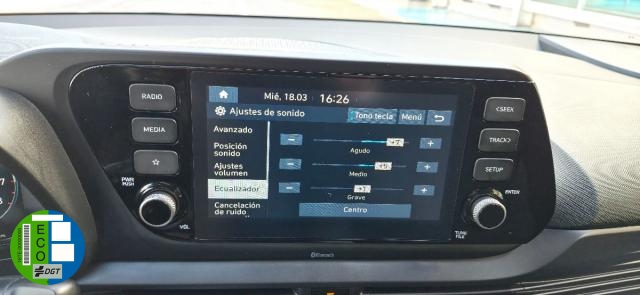 RADIO
MEDIA
PWR
PUSH
VOL
Mié, 18.03 16:26
Ajustes de sonido
Tono tecla Menú
Avanzado
Posición
sonido
Ajustes
volumen
Ecualizador
Cancelación
de ruido
- +7 +
Agudo
- +5 +
Medio
- +1 +
Grave
Centro
<SEEK
TRACK>
SETUP
ENTER
TUNE
FILE
Bluetooth
ECO
DGT